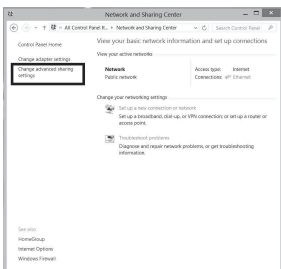 Network and Sharing Center
« All Control Panel It... ▸ Network and Sharing Center
Search Control Panel
Control Panel Home
Change adapter settings
Change advanced sharing
settings
View your basic network information and set up connections
View your active networks
Network
Public network
Access type: Internet
Connections: Ethernet
Change your networking settings
Set up a new connection or network
Set up a broadband, dial-up, or VPN connection; or set up a router or
access point.
Troubleshoot problems
Diagnose and repair network problems, or get troubleshooting
information.
See also
HomeGroup
Internet Options
Windows Firewall